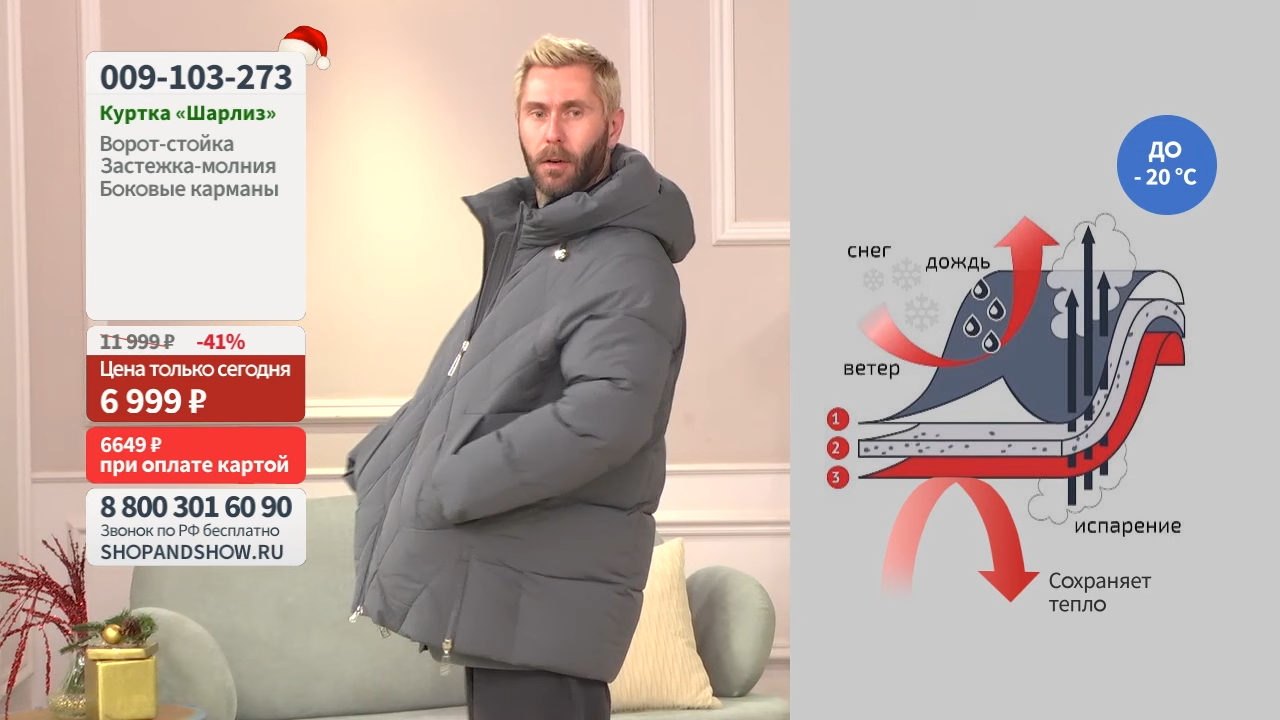 009-103-273
Куртка «Шарлиз»
Ворот-стойка
Застежка-молния
Боковые карманы
11 999 ₽ -41%
Цена только сегодня
6 999 ₽
6649 ₽
при оплате картой
8 800 301 60 90
Звонок по РФ бесплатно
SHOPANDSHOW.RU
ДО
- 20 °C
снег
дождь
ветер
1
2
3
испарение
Сохраняет
тепло